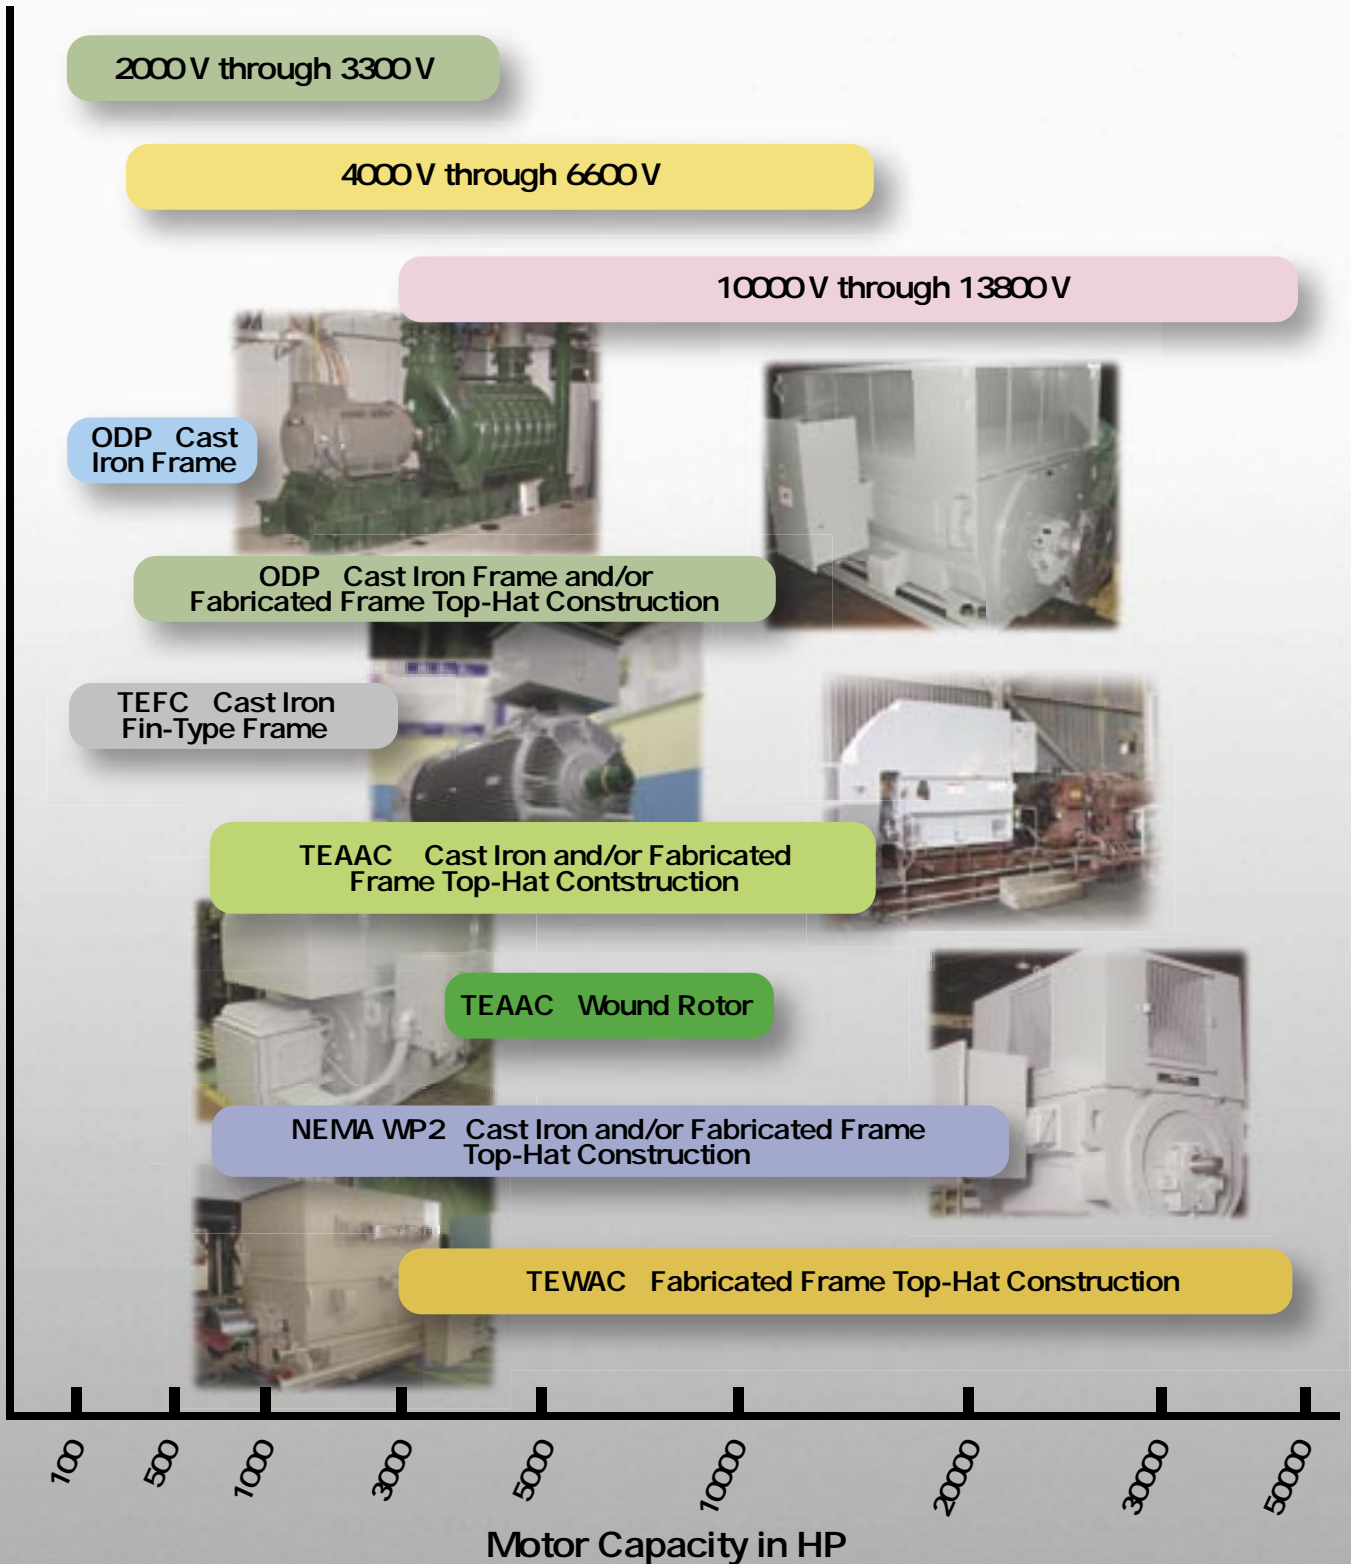 2000 V through 3300 V
4000 V through 6600 V
10000 V through 13800 V
ODP Cast
Iron Frame
ODP Cast Iron Frame and/or
Fabricated Frame Top-Hat Construction
TEFC Cast Iron
Fin-Type Frame
TEAAC Cast Iron and/or Fabricated
Frame Top-Hat Contstruction
TEAAC Wound Rotor
NEMA WP2 Cast Iron and/or Fabricated Frame
Top-Hat Construction
TEWAC Fabricated Frame Top-Hat Construction
100 500 1000 3000 5000 10000 20000 30000 50000
Motor Capacity in HP